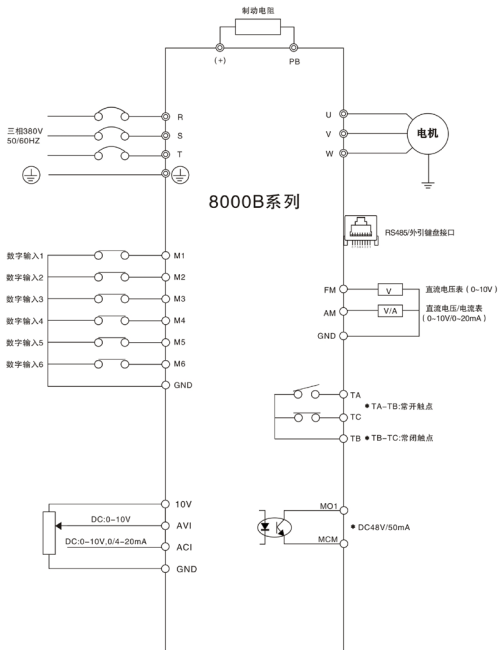 制动电阻
(+)
PB
R
三相380V
S
50/60HZ
T
U
V
电机
W
8000B系列
RS485/外引键盘接口
数字输入1
M1
数字输入2
M2
数字输入3
M3
数字输入4
M4
数字输入5
M5
数字输入6
M6
GND
FM
V
直流电压表（0~10V）
AM
V/A
直流电压/电流表
（0~10V/0~20mA）
GND
TA
● TA-TB:常开触点
TC
TB
● TB-TC:常闭触点
10V
DC:0-10V
AVI
DC:0-10V,0/4-20mA
ACI
GND
MO1
● DC48V/50mA
MCM